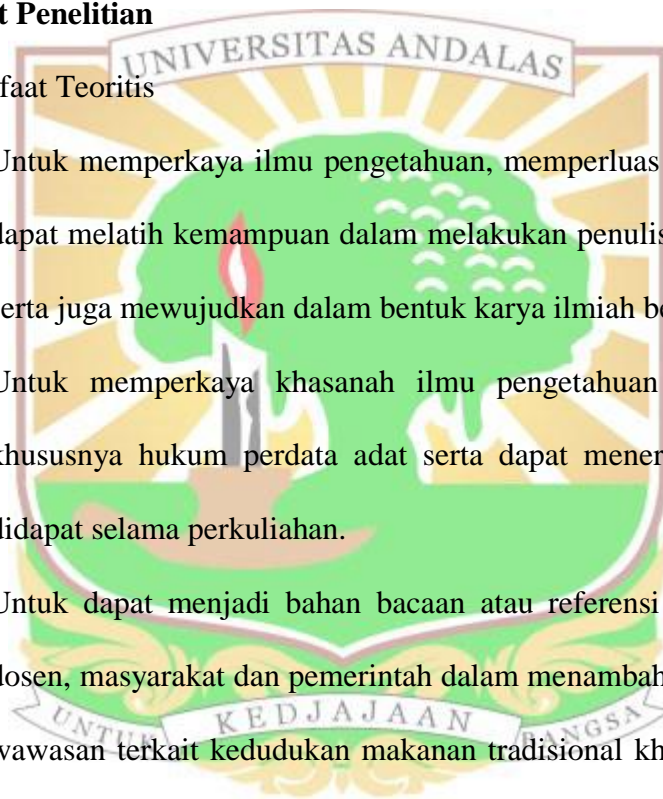 t Penelitian
UNIVERSITAS ANDALAS
faat Teoritis
Untuk memperkaya ilmu pengetahuan, memperluas
dapat melatih kemampuan dalam melakukan penulis
erta juga mewujudkan dalam bentuk karya ilmiah be
Untuk memperkaya khasanah ilmu pengetahuan
khususnya hukum perdata adat serta dapat mener
didapat selama perkuliahan.
Untuk dapat menjadi bahan bacaan atau referensi
dosen, masyarakat dan pemerintah dalam menambah
UNTUK KEDJAJAAN BANGSA
wawasan terkait kedudukan makanan tradisional kh